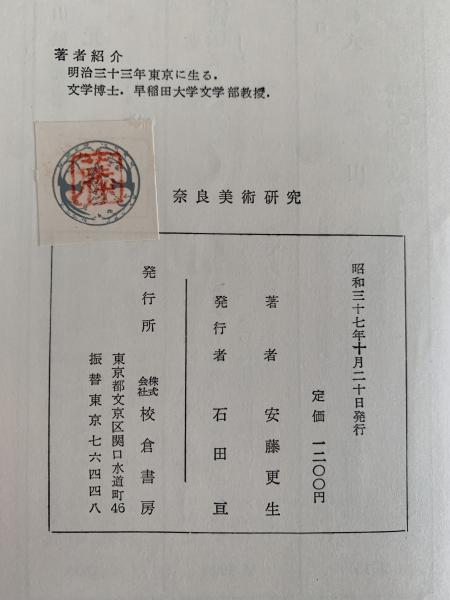 著者紹介
明治三十三年東京に生る.
文学博士. 早稲田大学文学部教授.
奈良美術研究
昭和三十七年十月二十日発行
定価 一二〇〇円
著者 安藤更生
発行者 石田亘
発行所 株式会社 校倉書房
東京都文京区関口水道町46
振替東京七六四四八